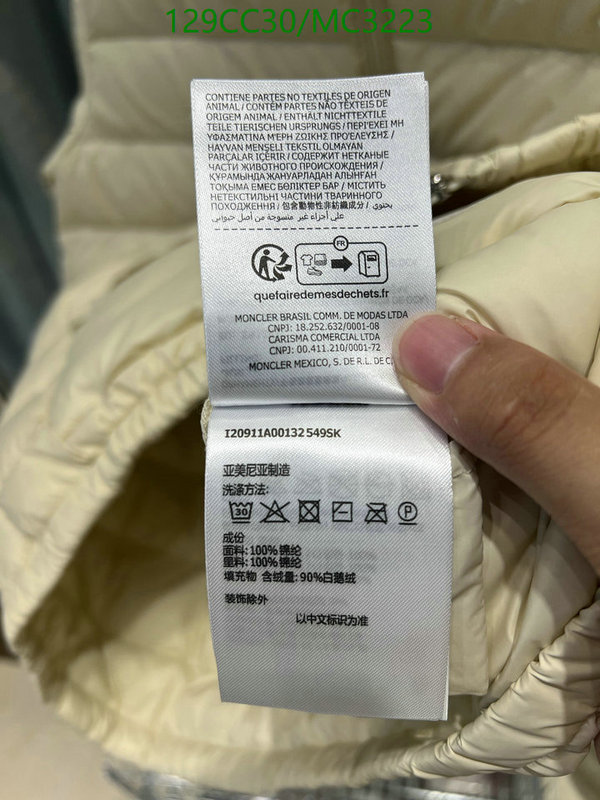 129CC30/MC3223
CONTIENE PARTES NO TEXTILES DE ORIGEN
ANIMAL / CONTÉM PARTES NÃO TÊXTEIS DE
ORIGEM ANIMAL / ENTHÄLT NICHTTEXTILE
TEILE TIERISCHEN URSPRUNGS / ΠΕΡΙΈΧΕΙ ΜΗ
ΥΦΑΣΜΑΤΙΝΑ ΜΕΡΗ ΖΩΙΚΗΣ ΠΡΟΈΛΕΥΣΗΣ /
HAYVAN MENŞELİ TEKSTİL OLMAYAN
PARÇALAR İÇERİR / СОДЕРЖИТ НЕТКАНЫЕ
ЧАСТИ ЖИВОТНОГО ПРОИСХОЖДЕНИЯ /
ҚҰРАМЫНДА ЖАНУАРЛАРДАН АЛЫНҒАН
ТОҚЫМА ЕМЕС БӨЛІКТЕР БАР / МІСТИТЬ
НЕТЕКСТИЛЬНІ ЧАСТИНИ ТВАРИННОГО
ПОХОДЖЕННЯ / 包含動物性非紡織成分 / يحتوي
على أجزاء غير منسوجة من أصل حيواني
FR
quefairedemesdechets.fr
MONCLER BRASIL COMM. DE MODAS LTDA
CNPJ: 18.252.632/0001-08
CARISMA COMERCIAL LTDA
CNPJ: 00.411.210/0001-72
MONCLER MEXICO, S. DE R.L. DE C.
I20911A00132 549SK
亚美尼亚制造
洗涤方法:
30 P
成份
面料: 100% 锦纶
里料: 100% 锦纶
填充物 含绒量: 90%白鹅绒
装饰除外
以中文标识为准